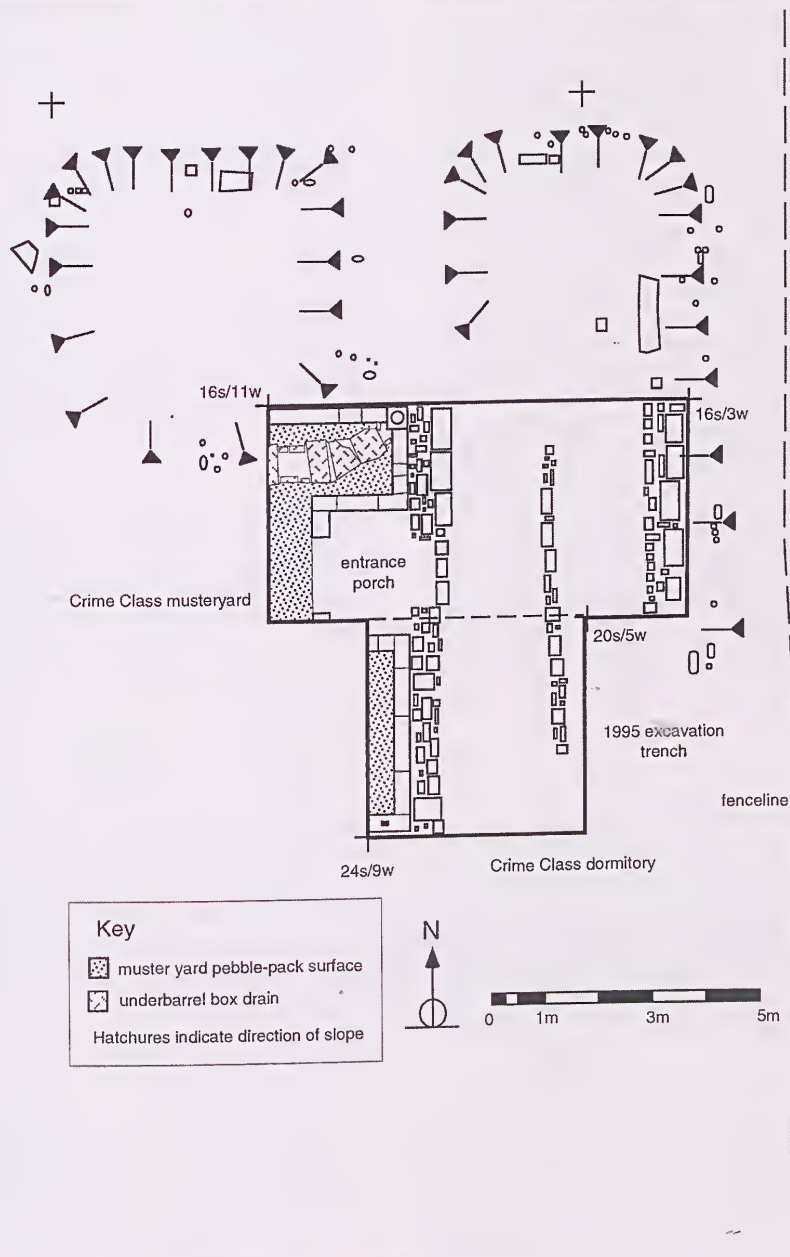 16s/11w
16s/3w
entrance
porch
Crime Class musteryard
20s/5w
1995 excavation
trench
fenceline
24s/9w
Crime Class dormitory
Key
muster yard pebble-pack surface
underbarrel box drain
Hatchures indicate direction of slope
N
0 1m 3m 5m